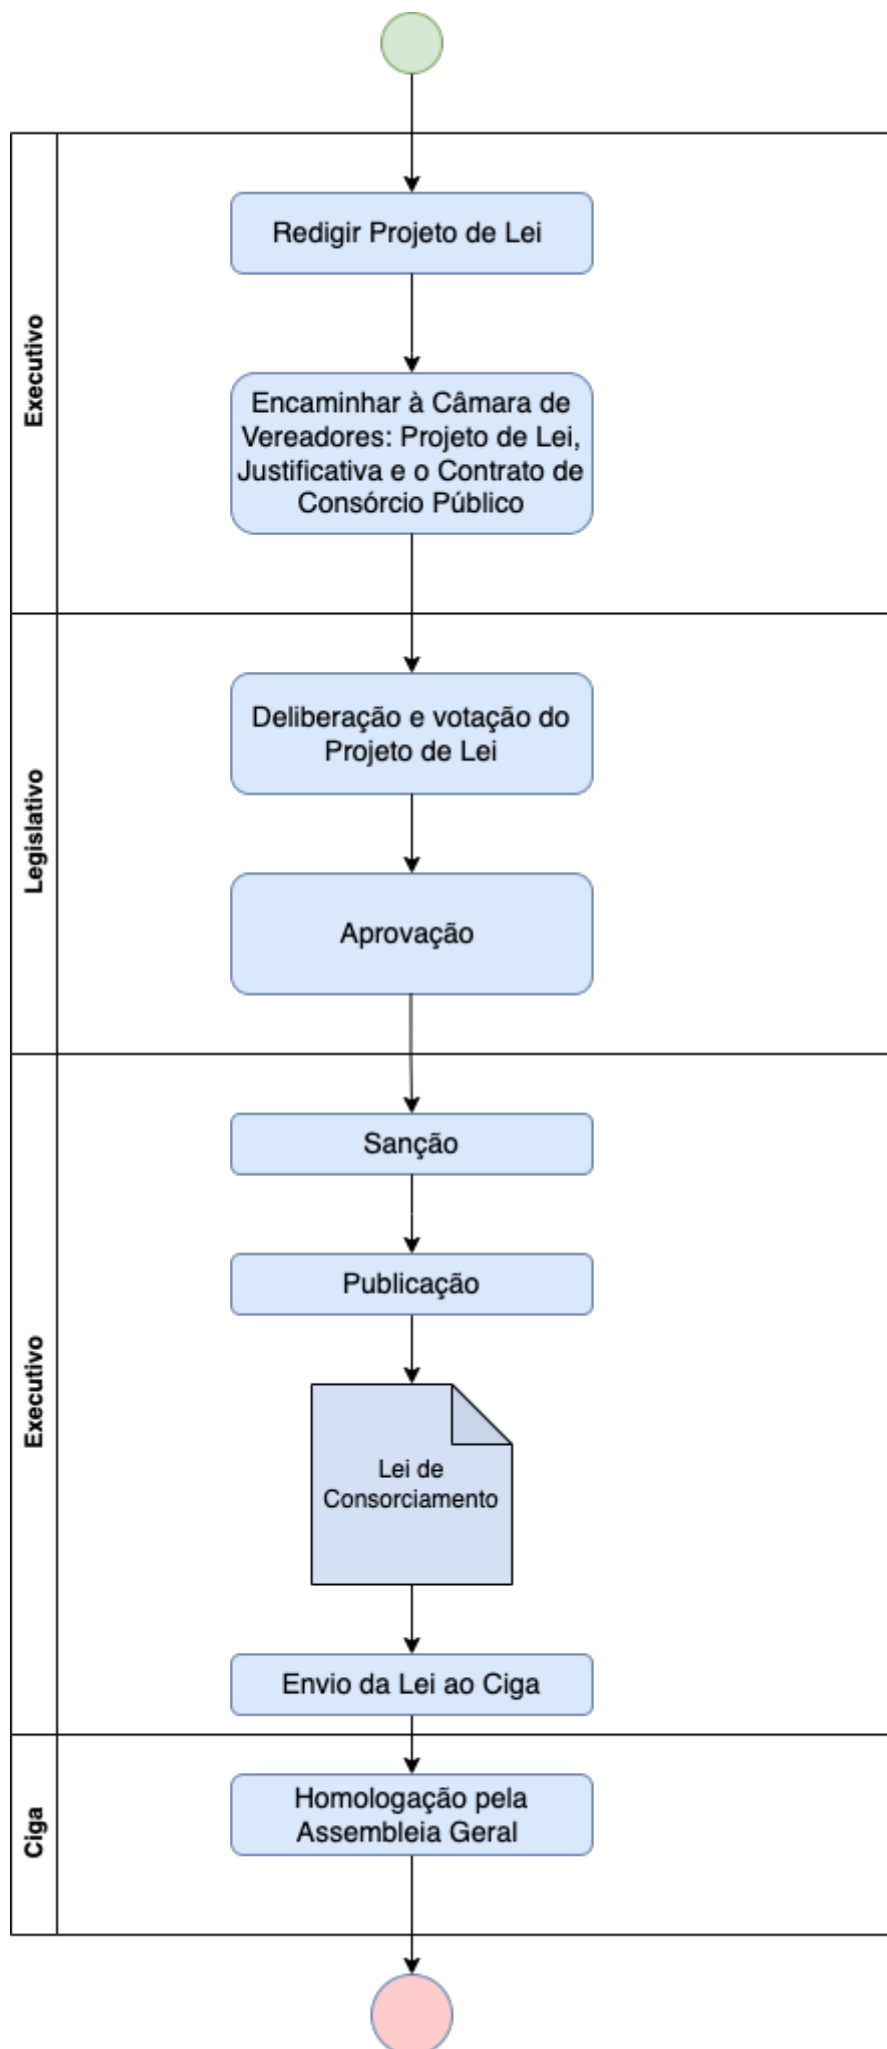 Executivo
Redigir Projeto de Lei
Encaminhar à Câmara de
Vereadores: Projeto de Lei,
Justificativa e o Contrato de
Consórcio Público
Legislativo
Deliberação e votação do
Projeto de Lei
Aprovação
Executivo
Sanção
Publicação
Lei de
Consorciamento
Envio da Lei ao Ciga
Ciga
Homologação pela
Assembleia Geral